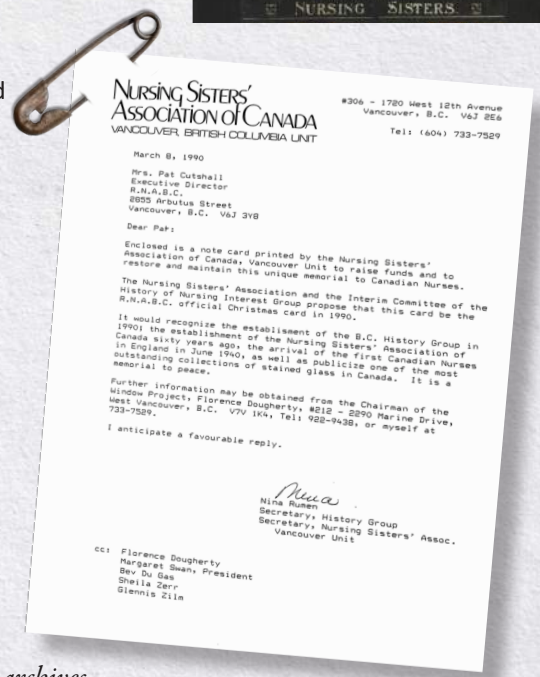 NURSING SISTERS
d
Nursing Sisters'
Association of Canada
VANCOUVER, BRITISH COLUMBIA UNIT
#306 - 1720 West 12th Avenue
Vancouver, B.C. V6J 2E6
Tel: (604) 733-7529
March 8, 1990
Mrs. Pat Cutshall
Executive Director
R.N.A.B.C.
2855 Arbutus Street
Vancouver, B.C. V6J 3Y8
Dear Pat:
Enclosed is a note card printed by the Nursing Sisters'
Association of Canada, Vancouver Unit to raise funds and to
restore and maintain this unique memorial to Canadian Nurses.
The Nursing Sisters' Association and the Interim Committee of the
History of Nursing Interest Group propose that this card be the
R.N.A.B.C. official Christmas card in 1990.
It would recognize the establisment of the B.C. History Group in
1990; the establishment of the Nursing Sisters' Association of
Canada sixty years ago, the arrival of the first Canadian Nurses
in England in June 1940, as well as publicize one of the most
outstanding collections of stained glass in Canada. It is a
memorial to peace.
Further information may be obtained from the Chairman of the
Window Project, Florence Dougherty, #212 - 2290 Marine Drive,
West Vancouver, B.C. V7V 1K4, Tel: 922-9438, or myself at
733-7529.
I anticipate a favourable reply.
Nina
Nina Rumen
Secretary, History Group
Secretary, Nursing Sisters' Assoc.
Vancouver Unit
cc: Florence Dougherty
Margaret Swan, President
Bev Du Gas
Sheila Zerr
Glennis Zilm
archives